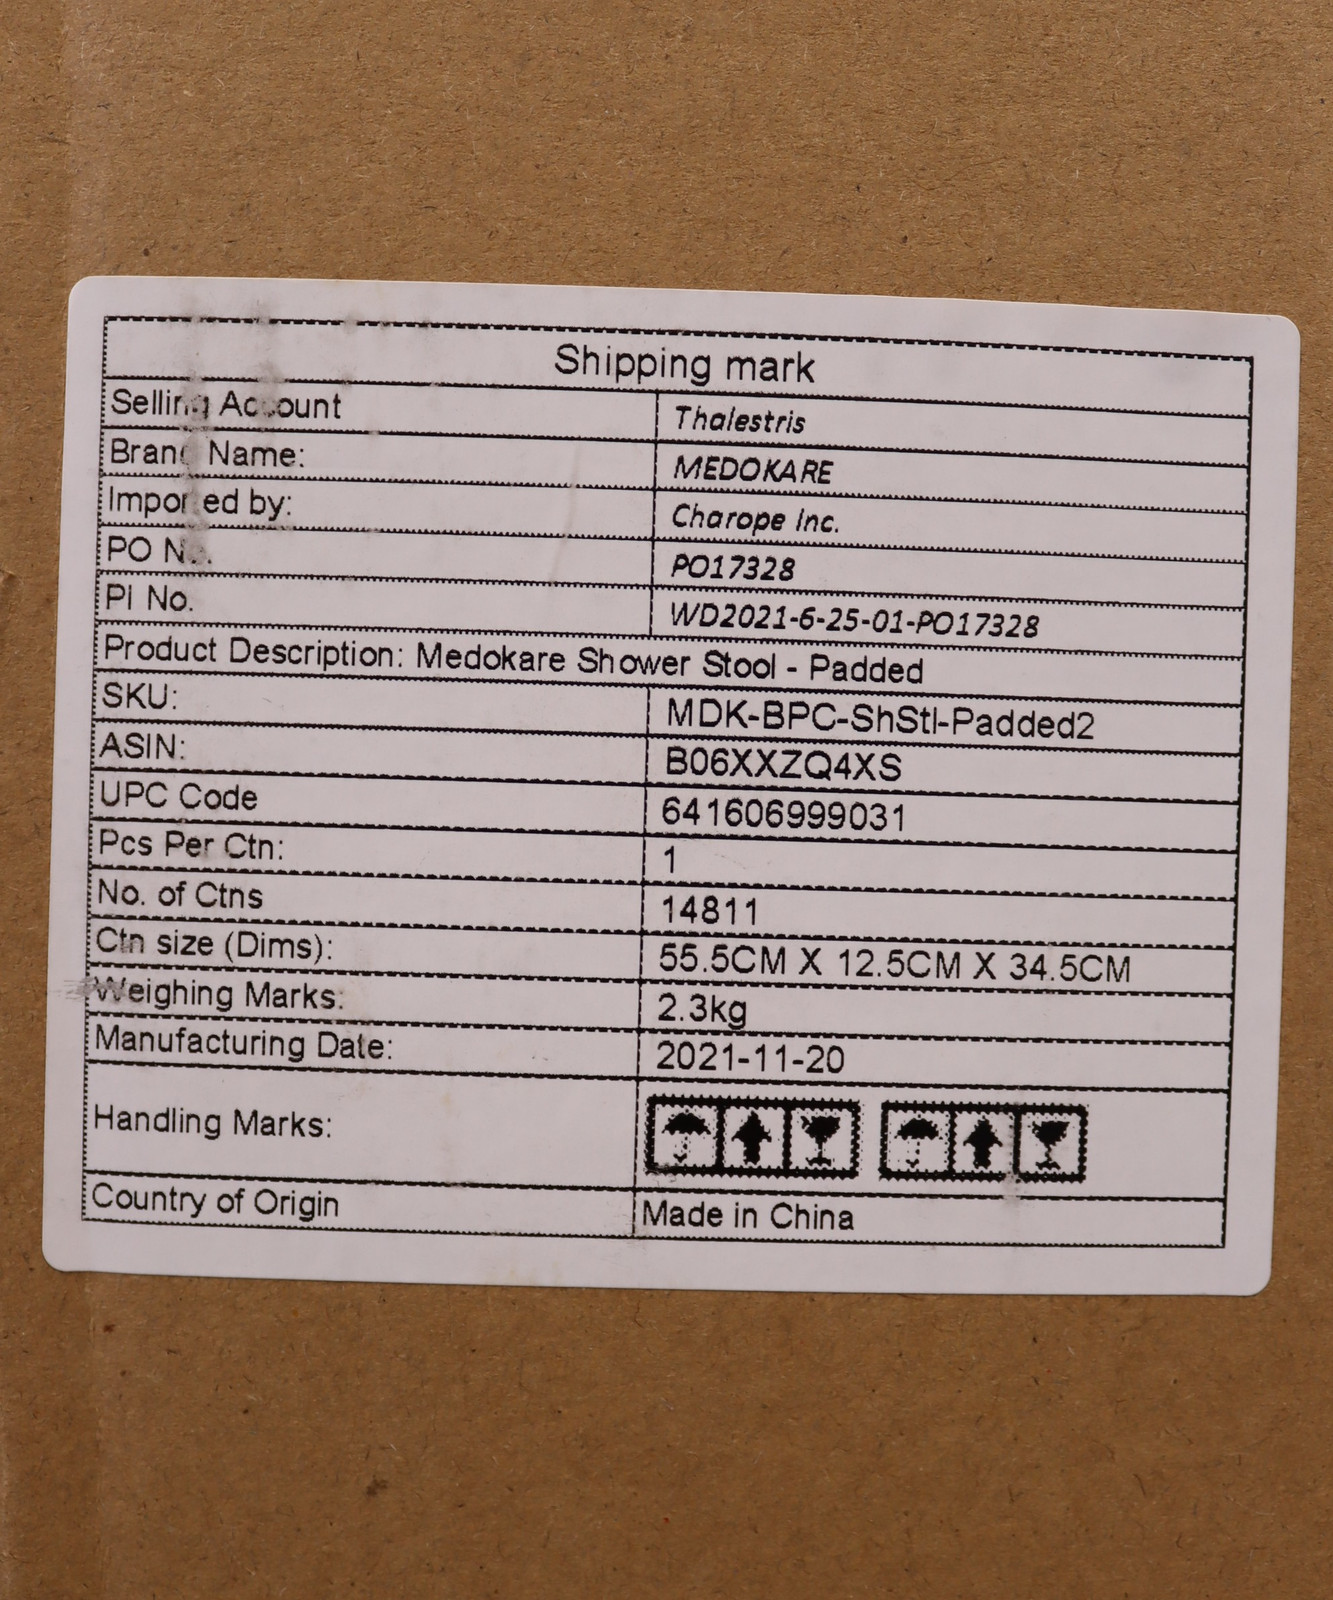 Shipping mark
Selling Account Thalestris
Brand Name: MEDOKARE
Imported by: Charope Inc.
PO No. PO17328
PI No. WD2021-6-25-01-PO17328
Product Description: Medokare Shower Stool - Padded
SKU: MDK-BPC-ShStl-Padded2
ASIN: B06XXZQ4XS
UPC Code 641606999031
Pcs Per Ctn: 1
No. of Ctns 14811
Ctn size (Dims): 55.5CM X 12.5CM X 34.5CM
Weighing Marks: 2.3kg
Manufacturing Date: 2021-11-20
Handling Marks:
Country of Origin Made in China